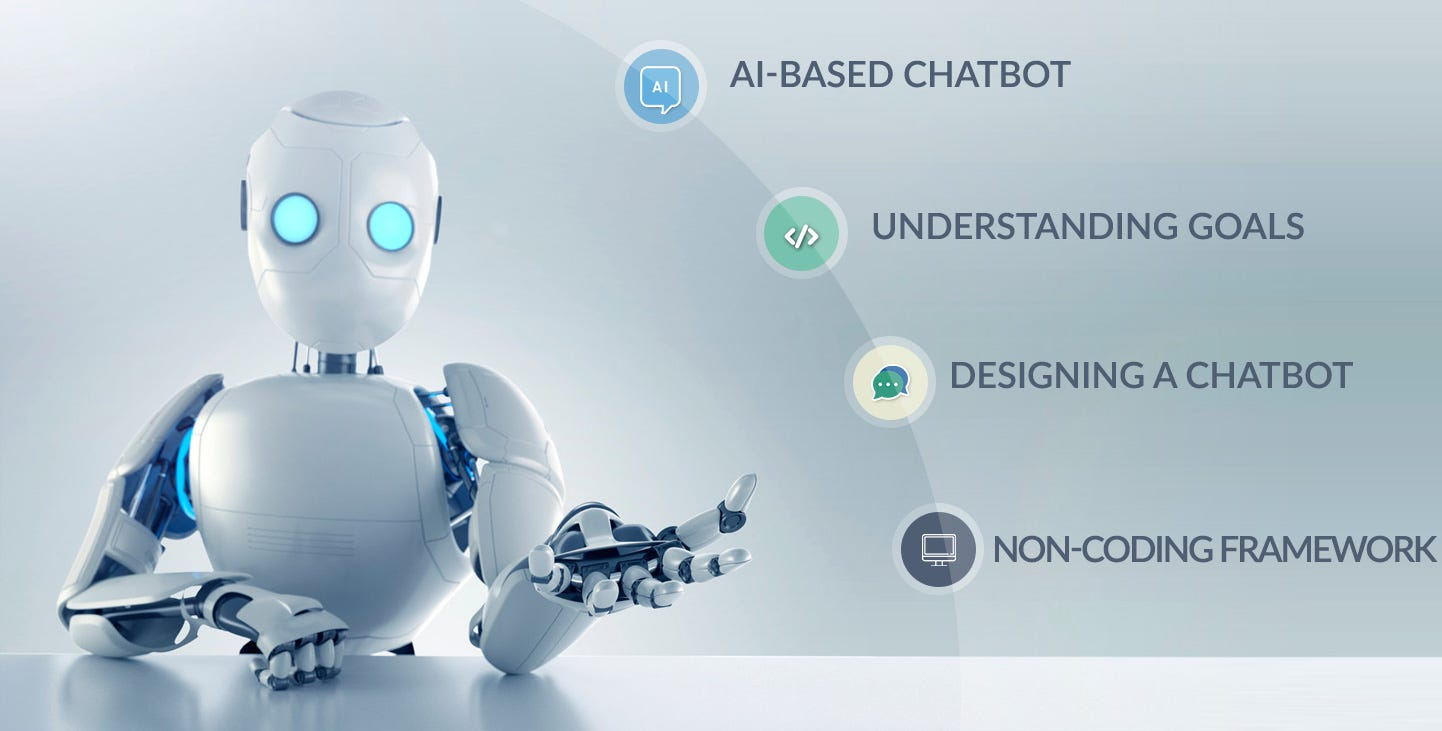 AI
AI-BASED CHATBOT
</>
UNDERSTANDING GOALS
DESIGNING A CHATBOT
NON-CODING FRAMEWORK